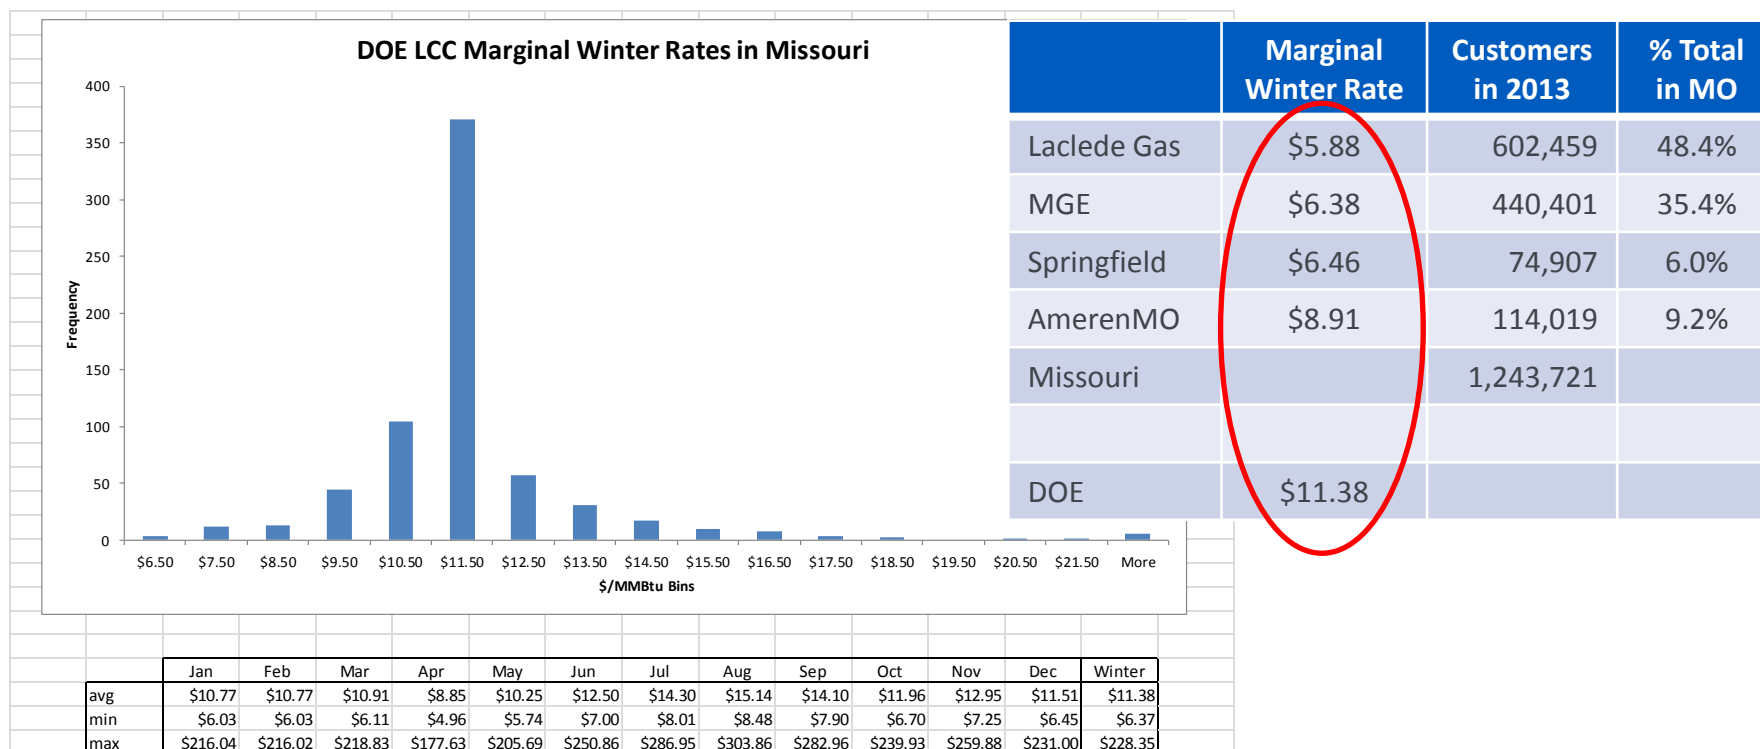 DOE LCC Marginal Winter Rates in Missouri
400
350
300
250
200
150
100
50
0
Frequency
$6.50 $7.50 $8.50 $9.50 $10.50 $11.50 $12.50 $13.50 $14.50 $15.50 $16.50 $17.50 $18.50 $19.50 $20.50 $21.50 More
$/MMBtu Bins
Marginal Winter Rate Customers in 2013 % Total in MO
Laclede Gas $5.88 602,459 48.4%
MGE $6.38 440,401 35.4%
Springfield $6.46 74,907 6.0%
AmerenMO $8.91 114,019 9.2%
Missouri 1,243,721
DOE $11.38
Jan Feb Mar Apr May Jun Jul Aug Sep Oct Nov Dec Winter
avg $10.77 $10.77 $10.91 $8.85 $10.25 $12.50 $14.30 $15.14 $14.10 $11.96 $12.95 $11.51 $11.38
min $6.03 $6.03 $6.11 $4.96 $5.74 $7.00 $8.01 $8.48 $7.90 $6.70 $7.25 $6.45 $6.37
max $216.04 $216.02 $218.83 $177.63 $205.69 $250.86 $286.95 $303.86 $282.96 $239.93 $259.88 $231.00 $228.35